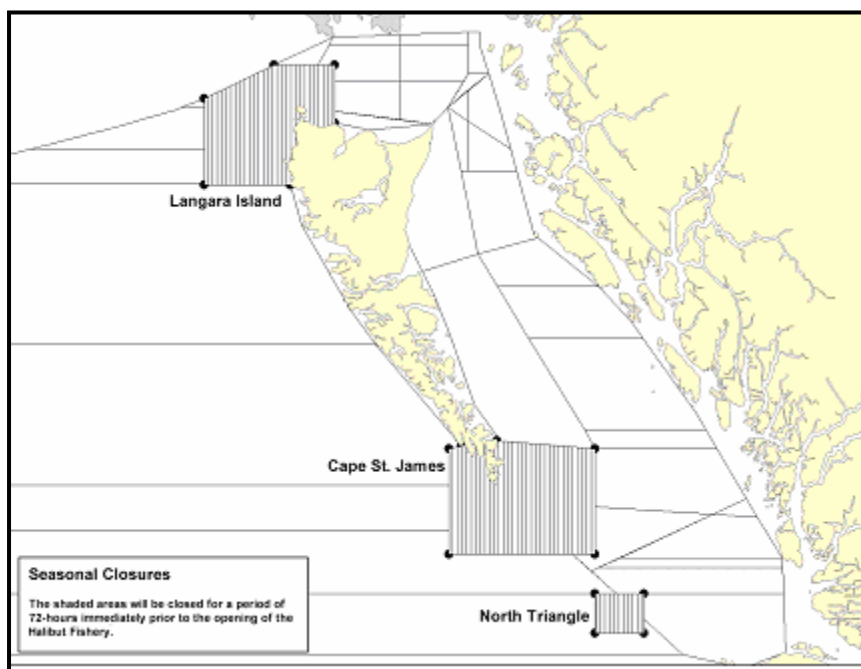 Langara Island
Cape St. James
Seasonal Closures
The shaded areas will be closed for a period of
72-hours immediately prior to the opening of the
Halibut Fishery.
North Triangle